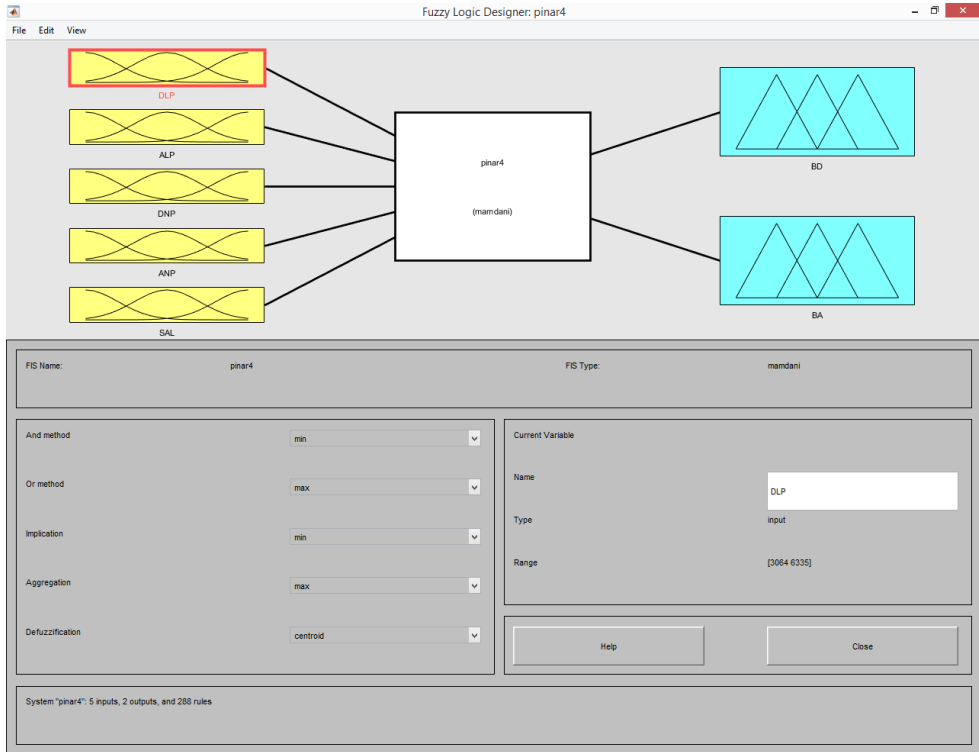 Fuzzy Logic Designer: pinar4
File Edit View
DLP
ALP
DNP
ANP
SAL
pinar4
(mamdani)
BD
BA
FIS Name: pinar4 FIS Type: mamdani
And method min
Or method max
Implication min
Aggregation max
Defuzzification centroid
Current Variable
Name DLP
Type input
Range [3064 6335]
Help Close
System "pinar4": 5 inputs, 2 outputs, and 288 rules